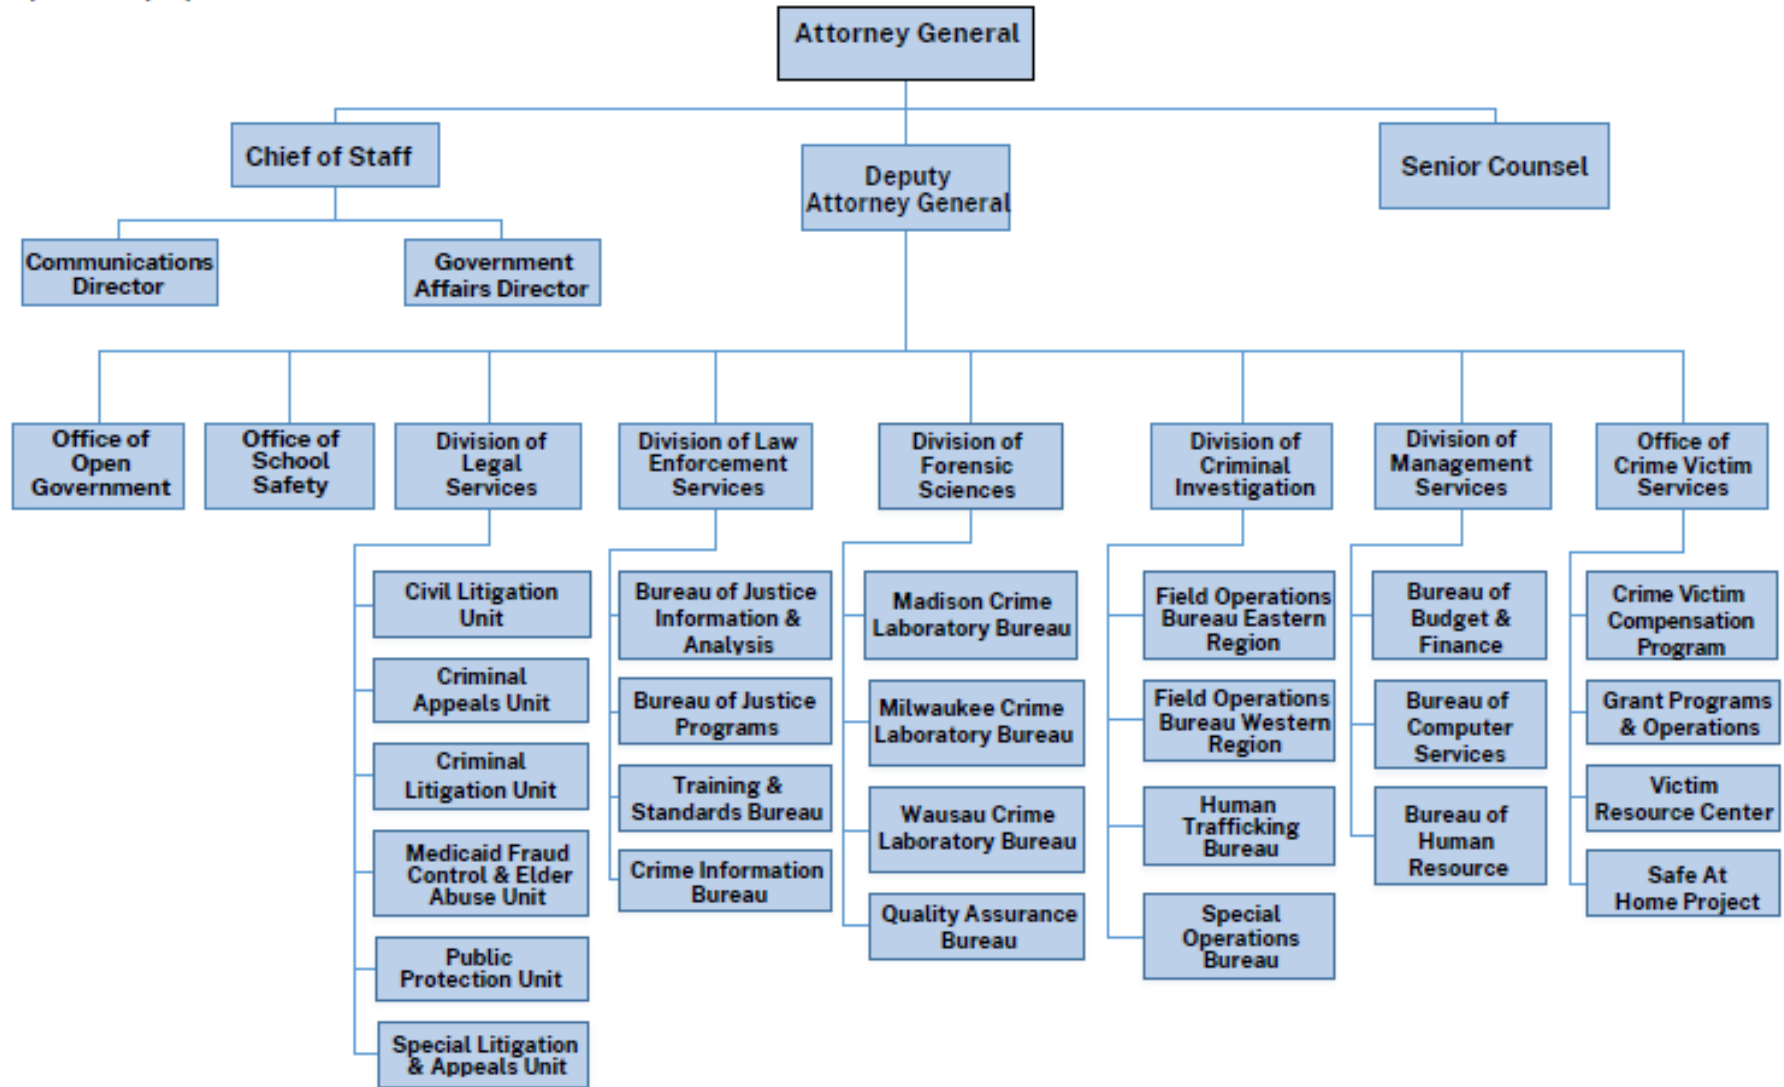 Attorney General
Chief of Staff
Deputy
Attorney General
Senior Counsel
Communications
Director
Government
Affairs Director
Office of
Open
Government
Office of
School
Safety
Division of
Legal
Services
Division of Law
Enforcement
Services
Division of
Forensic
Sciences
Division of
Criminal
Investigation
Division of
Management
Services
Office of
Crime Victim
Services
Civil Litigation
Unit
Criminal
Appeals Unit
Criminal
Litigation Unit
Medicaid Fraud
Control & Elder
Abuse Unit
Public
Protection Unit
Special Litigation
& Appeals Unit
Bureau of Justice
Information &
Analysis
Bureau of Justice
Programs
Training &
Standards Bureau
Crime Information
Bureau
Madison Crime
Laboratory Bureau
Milwaukee Crime
Laboratory Bureau
Wausau Crime
Laboratory Bureau
Quality Assurance
Bureau
Field Operations
Bureau Eastern
Region
Field Operations
Bureau Western
Region
Human
Trafficking
Bureau
Special
Operations
Bureau
Bureau of
Budget &
Finance
Bureau of
Computer
Services
Bureau of
Human
Resource
Crime Victim
Compensation
Program
Grant Programs
& Operations
Victim
Resource Center
Safe At
Home Project